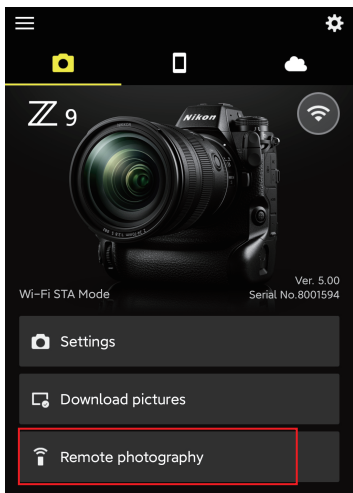 Z 9
Nikon
Wi-Fi STA Mode
Ver. 5.00
Serial No.8001594
Settings
Download pictures
Remote photography